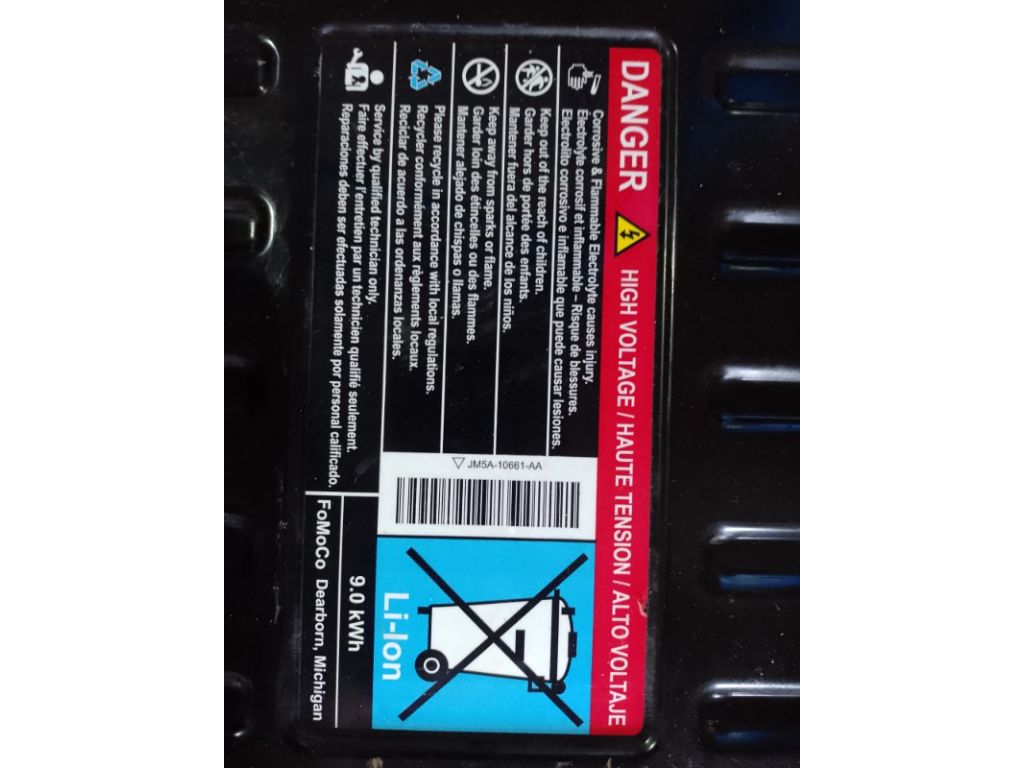 DANGER HIGH VOLTAGE / HAUTE TENSION / ALTO VOLTAJE
Corrosive & Flammable Electrolyte causes injury.
Électrolyte corrosif et inflammable – Risque de blessures.
Electrolito corrosivo e inflamable que puede causar lesiones.
Keep out of the reach of children.
Garder hors de portée des enfants.
Mantener fuera del alcance de los niños.
Keep away from sparks or flame.
Garder loin des étincelles ou des flammes.
Mantener alejado de chispas o llamas.
Please recycle in accordance with local regulations.
Recycler conformément aux règlements locaux.
Reciclar de acuerdo a las ordenanzas locales.
Service by qualified technician only.
Faire effectuer l'entretien par un technicien qualifié seulement.
Reparaciones deben ser efectuadas solamente por personal calificado.
JM5A-10661-AA
Li-Ion
9.0 kWh
FoMoCo Dearborn, Michigan